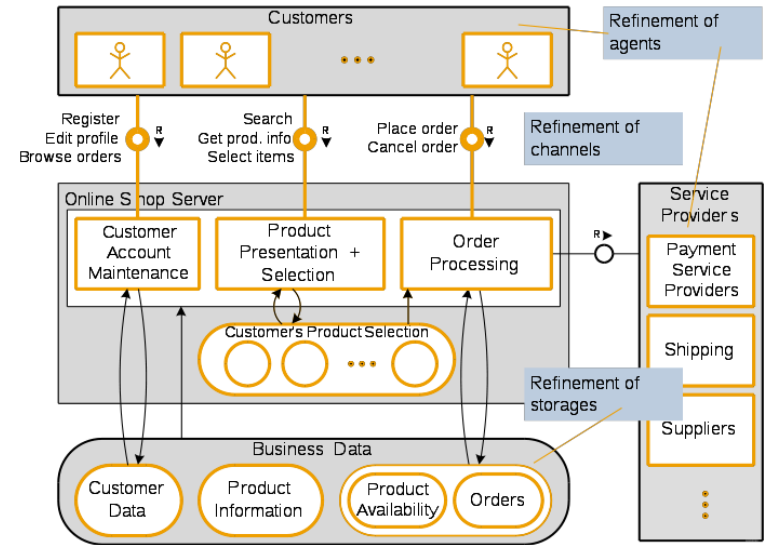 Customers
Refinement of
agents
Register
Edit profile
Browse orders
R
Search
Get prod. info
Select items
R
Place order
Cancel order
R
Refinement of
channels
Online Shop Server
Customer
Account
Maintenance
Product
Presentation +
Selection
Order
Processing
R
Service
Providers
Payment
Service
Providers
Shipping
Suppliers
Customer's Product Selection
Refinement of
storages
Business Data
Customer
Data
Product
Information
Product
Availability
Orders